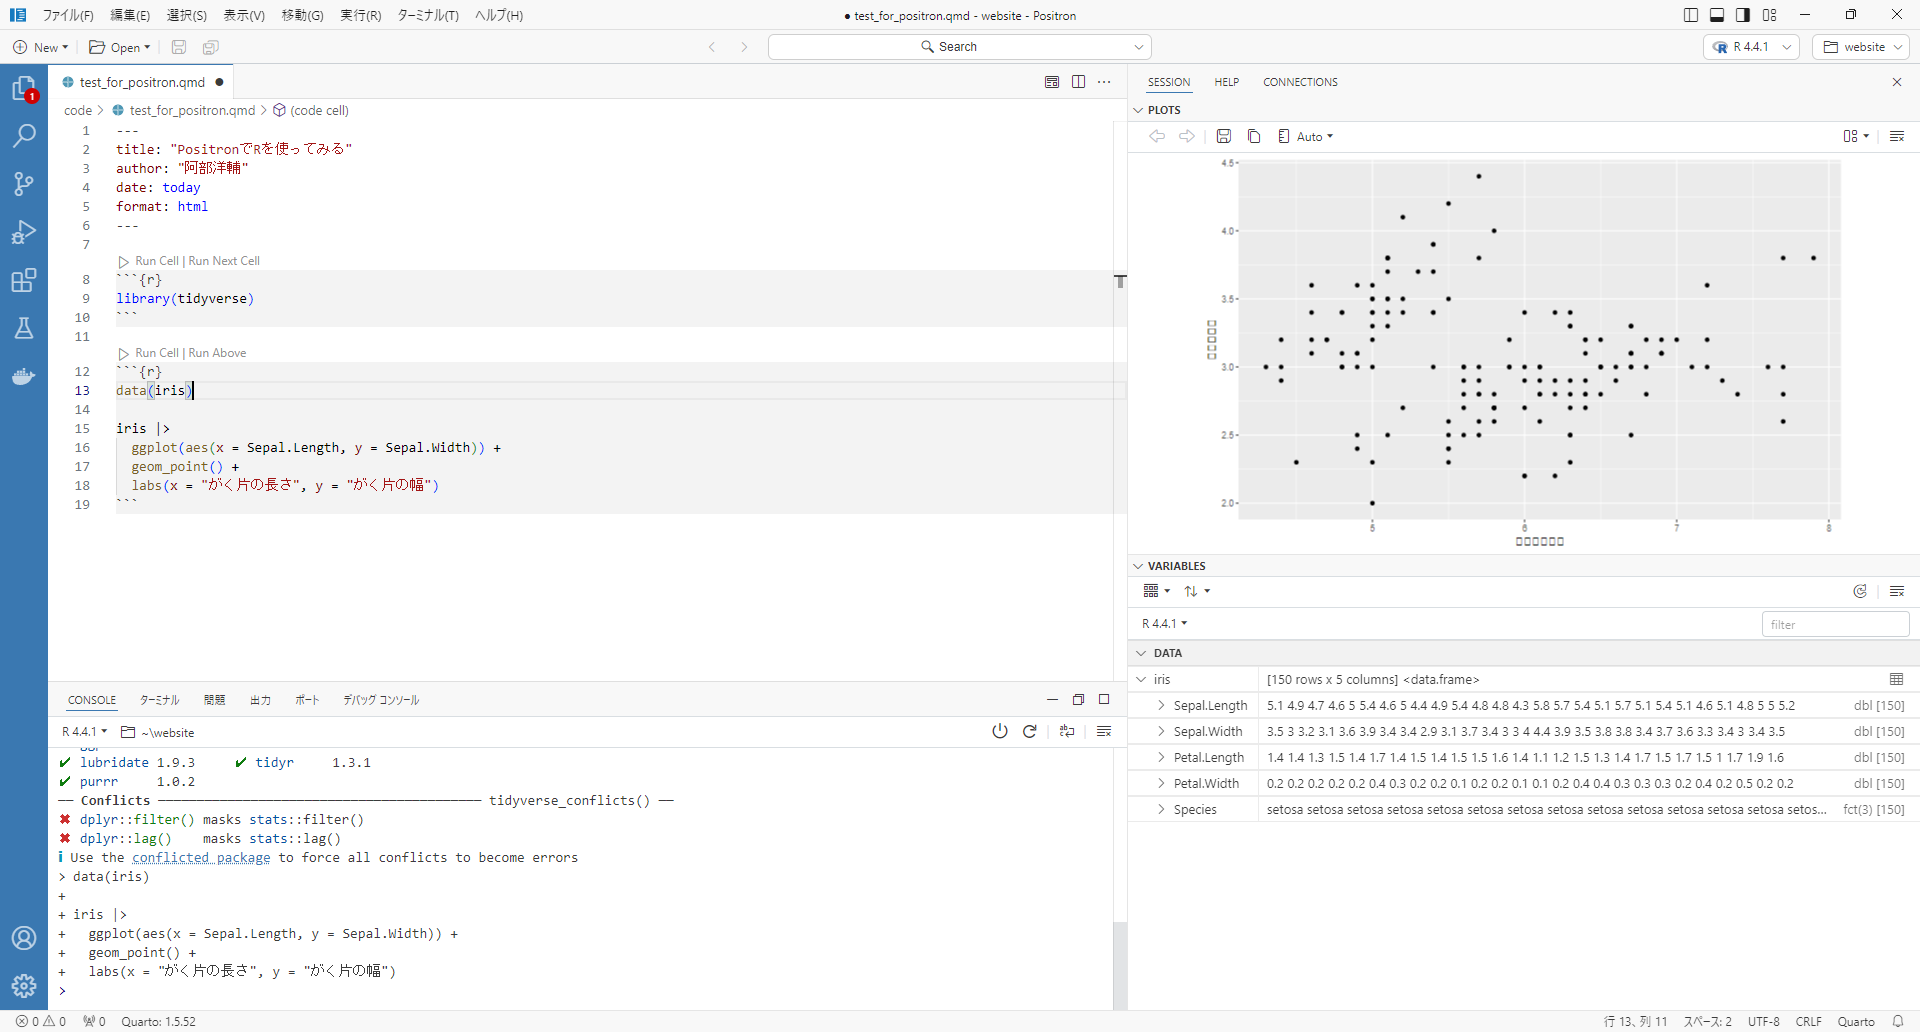 ファイル(F) 編集(E) 選択(S) 表示(V) 移動(G) 実行(R) ターミナル(T) ヘルプ(H)
● test_for_positron.qmd - website - Positron
New Open Search R 4.4.1 website
1
test_for_positron.qmd ●
code > test_for_positron.qmd > (code cell)
1 ---
2 title: "PositronでRを使ってみる"
3 author: "阿部洋輔"
4 date: today
5 format: html
6 ---
7
Run Cell | Run Next Cell
8 ```{r}
9 library(tidyverse)
10 ```
11
Run Cell | Run Above
12 ```{r}
13 data(iris)
14
15 iris |>
16 ggplot(aes(x = Sepal.Length, y = Sepal.Width)) +
17 geom_point() +
18 labs(x = "がく片の長さ", y = "がく片の幅")
19 ```
CONSOLE ターミナル 問題 出力 ポート デバッグ コンソール
R 4.4.1 ~\website
✔ lubridate 1.9.3 ✔ tidyr 1.3.1
✔ purrr 1.0.2
── Conflicts ────────────────────────────────────────── tidyverse_conflicts() ──
✖ dplyr::filter() masks stats::filter()
✖ dplyr::lag() masks stats::lag()
ℹ Use the conflicted package to force all conflicts to become errors
> data(iris)
+
+ iris |>
+ ggplot(aes(x = Sepal.Length, y = Sepal.Width)) +
+ geom_point() +
+ labs(x = "がく片の長さ", y = "がく片の幅")
>
SESSION HELP CONNECTIONS
PLOTS
Auto
4.5
4.0
3.5
3.0
2.5
2.0
5 6 7 8
VARIABLES
R 4.4.1 filter
DATA
iris [150 rows x 5 columns] <data.frame>
Sepal.Length 5.1 4.9 4.7 4.6 5 5.4 4.6 5 4.4 4.9 5.4 4.8 4.8 4.3 5.8 5.7 5.4 5.1 5.7 5.1 5.4 5.1 4.6 5.1 4.8 5 5 5.2 dbl [150]
Sepal.Width 3.5 3 3.2 3.1 3.6 3.9 3.4 3.4 2.9 3.1 3.7 3.4 3 3 4 4.4 3.9 3.5 3.8 3.8 3.4 3.7 3.6 3.3 3.4 3 3.4 3.5 dbl [150]
Petal.Length 1.4 1.4 1.3 1.5 1.4 1.7 1.4 1.5 1.4 1.5 1.5 1.6 1.4 1.1 1.2 1.5 1.3 1.4 1.7 1.5 1.7 1.5 1 1.7 1.9 1.6 dbl [150]
Petal.Width 0.2 0.2 0.2 0.2 0.2 0.4 0.3 0.2 0.2 0.1 0.2 0.2 0.1 0.1 0.2 0.4 0.4 0.3 0.3 0.3 0.2 0.4 0.2 0.5 0.2 0.2 dbl [150]
Species setosa setosa setosa setosa setosa setosa setosa setosa setosa setosa setosa setosa setosa setos... fct(3) [150]
0 0 0 Quarto: 1.5.52 行 13、列 11 スペース: 2 UTF-8 CRLF Quarto